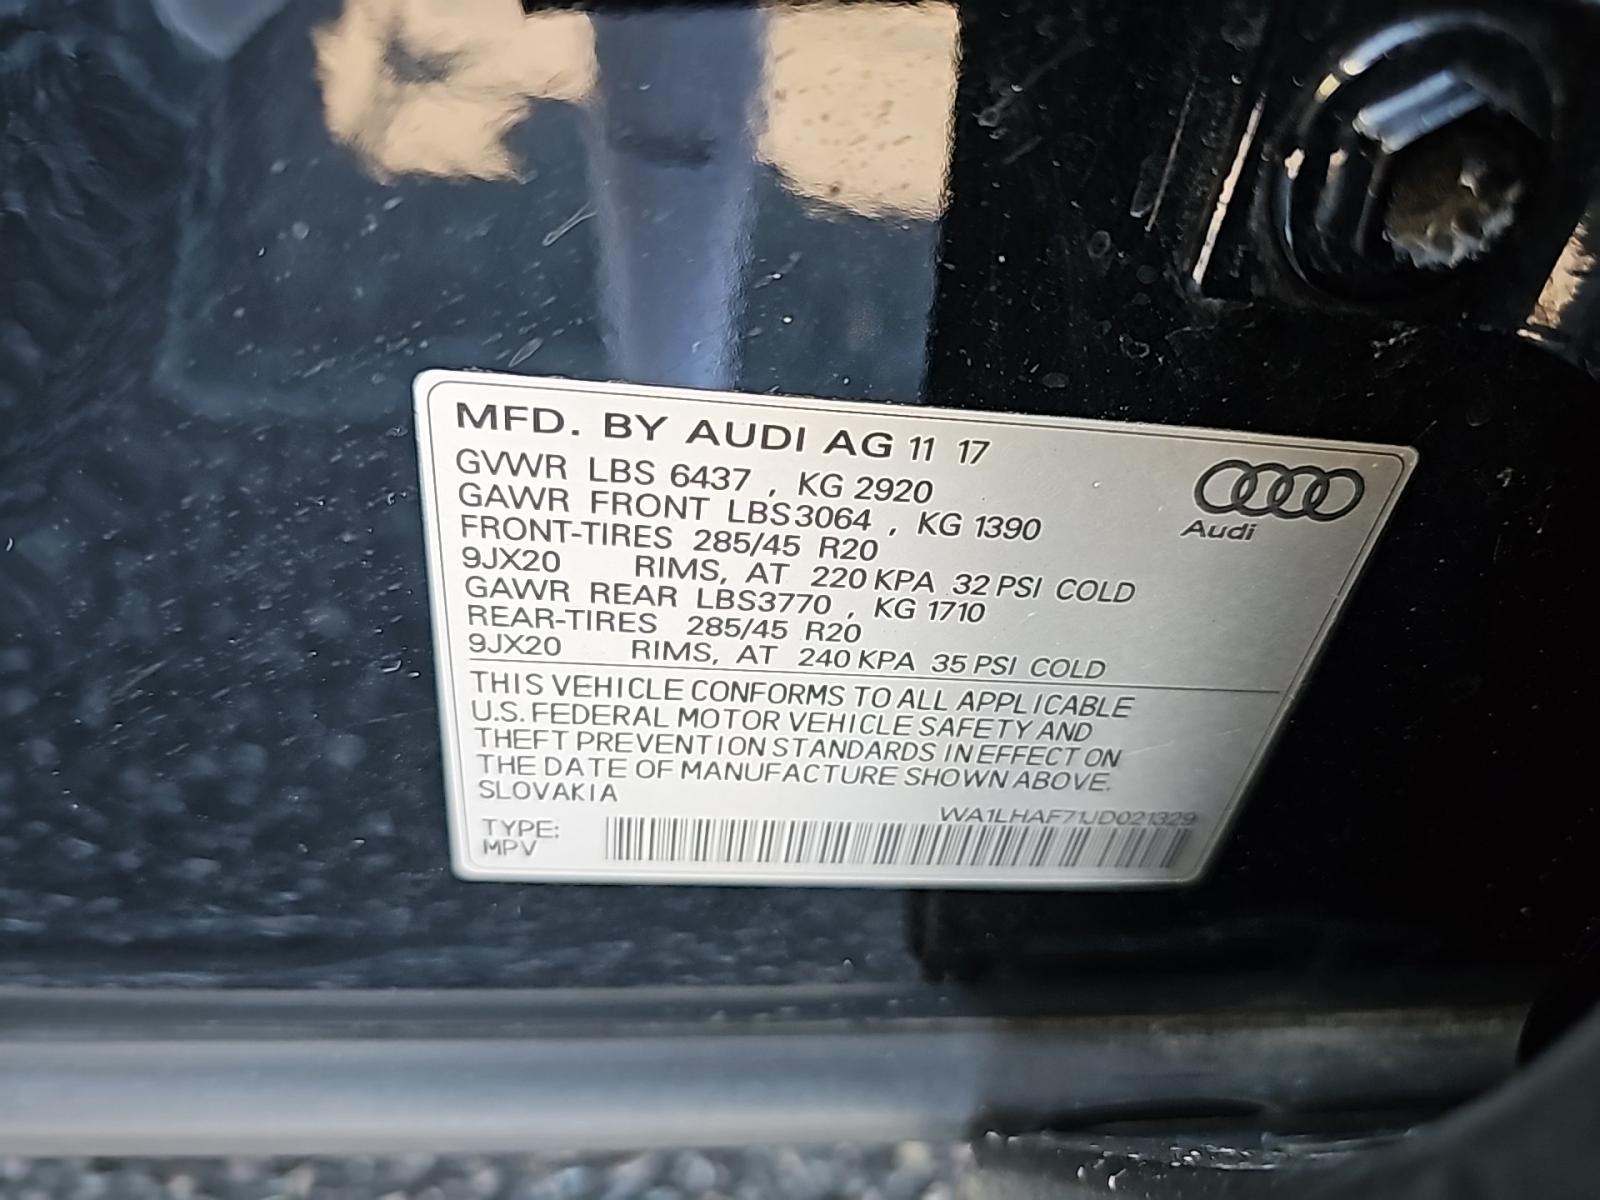 MFD. BY AUDI AG 11 17
GVWR LBS 6437 , KG 2920
GAWR FRONT LBS3064 , KG 1390
FRONT-TIRES 285/45 R20
9JX20 RIMS, AT 220 KPA 32 PSI COLD
GAWR REAR LBS3770 , KG 1710
REAR-TIRES 285/45 R20
9JX20 RIMS, AT 240 KPA 35 PSI COLD
Audi
THIS VEHICLE CONFORMS TO ALL APPLICABLE
U.S. FEDERAL MOTOR VEHICLE SAFETY AND
THEFT PREVENTION STANDARDS IN EFFECT ON
THE DATE OF MANUFACTURE SHOWN ABOVE.
SLOVAKIA
WA1LHAF71JD021329
TYPE:
MPV